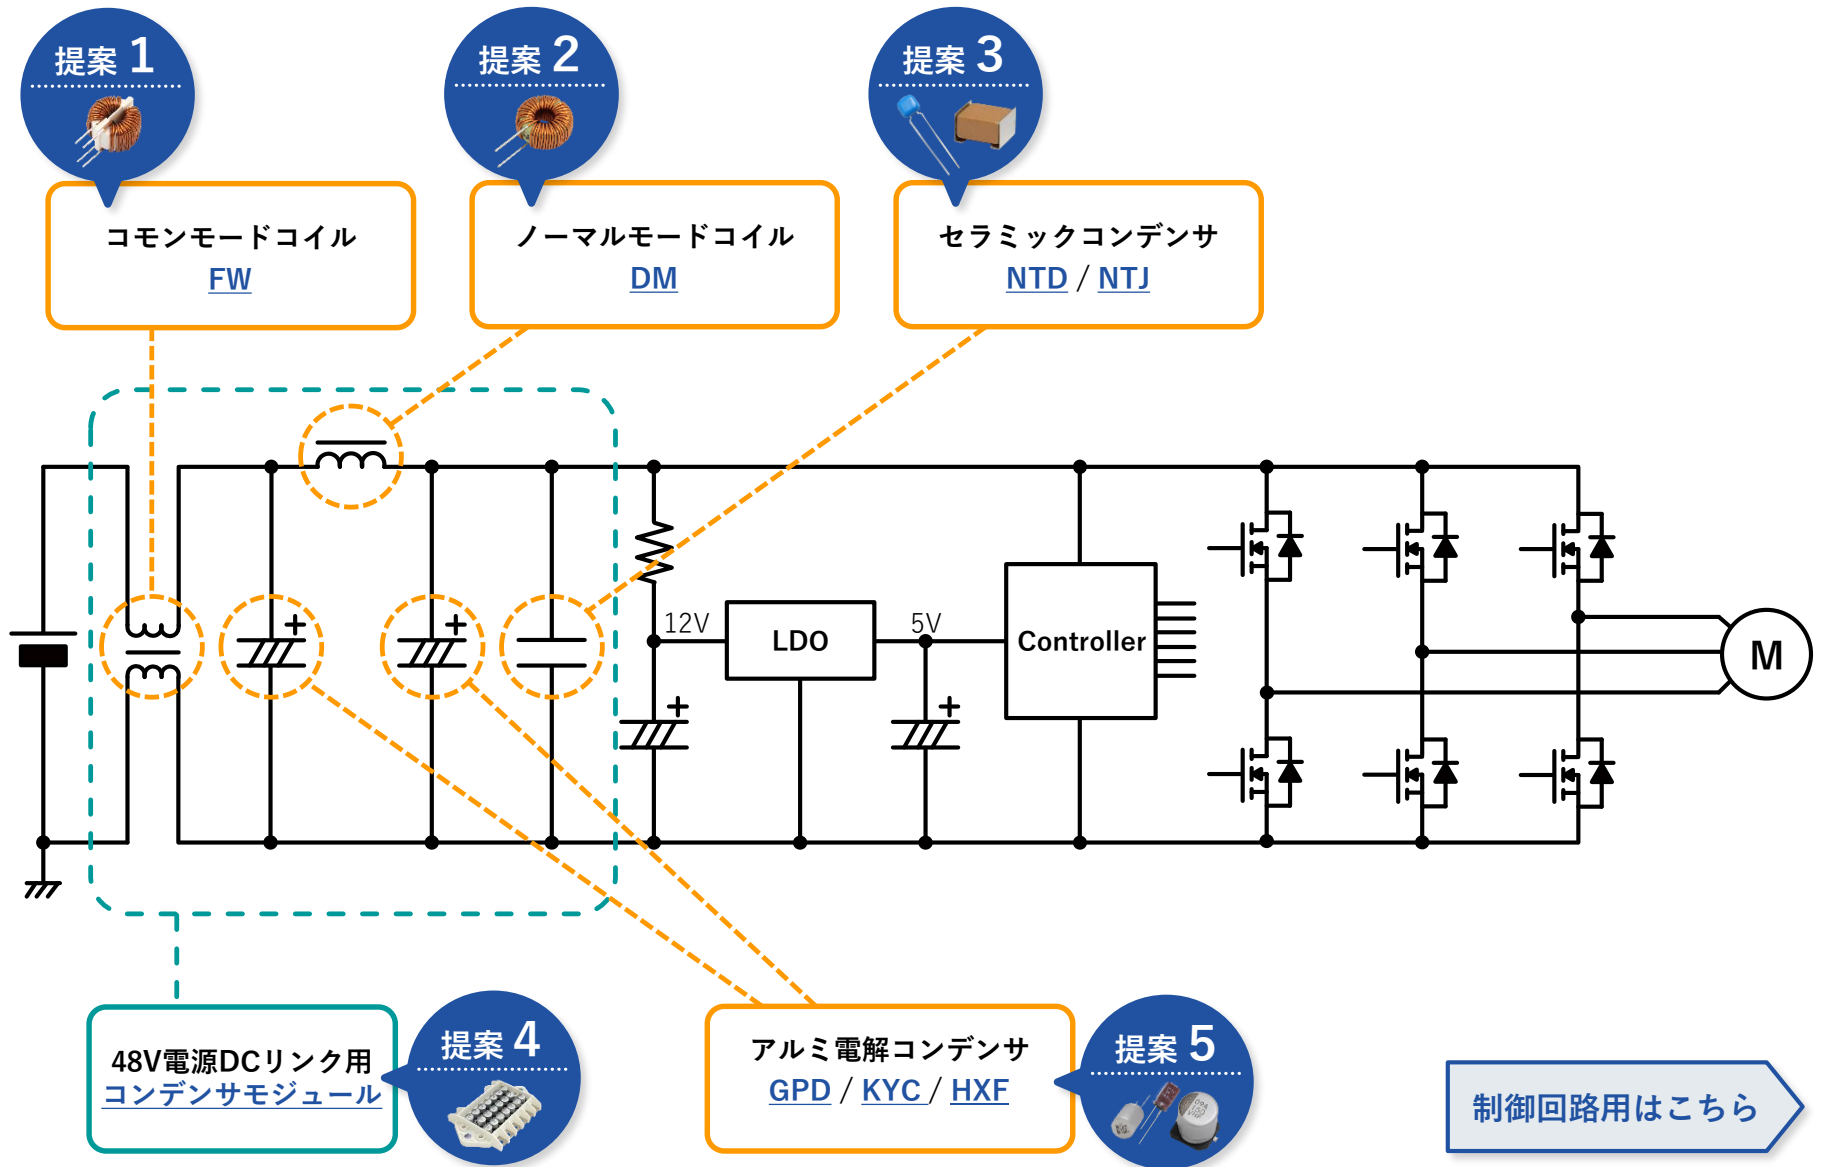 提案 1
提案 2
提案 3
コモンモードコイル
FW
ノーマルモードコイル
DM
セラミックコンデンサ
NTD / NTJ
12V
LDO
5V
Controller
M
48V電源DCリンク用
コンデンサモジュール
提案 4
アルミ電解コンデンサ
GPD / KYC / HXF
提案 5
制御回路用はこちら